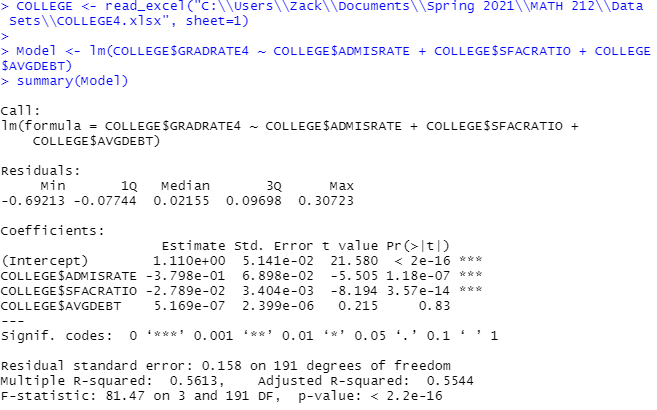 > COLLEGE <- read_excel("C:\\Users\\Zack\\Documents\\Spring 2021\\MATH 212\\Data
 Sets\\COLLEGE4.xlsx", sheet=1)
>
> Model <- lm(COLLEGE$GRADRATE4 ~ COLLEGE$ADMISRATE + COLLEGE$SFACRATIO + COLLEGE
$AVGDEBT)
> summary(Model)

Call:
lm(formula = COLLEGE$GRADRATE4 ~ COLLEGE$ADMISRATE + COLLEGE$SFACRATIO +
    COLLEGE$AVGDEBT)

Residuals:
     Min       1Q   Median       3Q      Max
-0.69213 -0.07744  0.02155  0.09698  0.30723

Coefficients:
                    Estimate Std. Error t value Pr(>|t|)
(Intercept)        1.110e+00  5.141e-02  21.580  < 2e-16 ***
COLLEGE$ADMISRATE -3.798e-01  6.898e-02  -5.505 1.18e-07 ***
COLLEGE$SFACRATIO -2.789e-02  3.404e-03  -8.194 3.57e-14 ***
COLLEGE$AVGDEBT    5.169e-07  2.399e-06   0.215     0.83
---
Signif. codes:  0 ‘***’ 0.001 ‘**’ 0.01 ‘*’ 0.05 ‘.’ 0.1 ‘ ’ 1

Residual standard error: 0.158 on 191 degrees of freedom
Multiple R-squared:  0.5613,    Adjusted R-squared:  0.5544
F-statistic: 81.47 on 3 and 191 DF,  p-value: < 2.2e-16